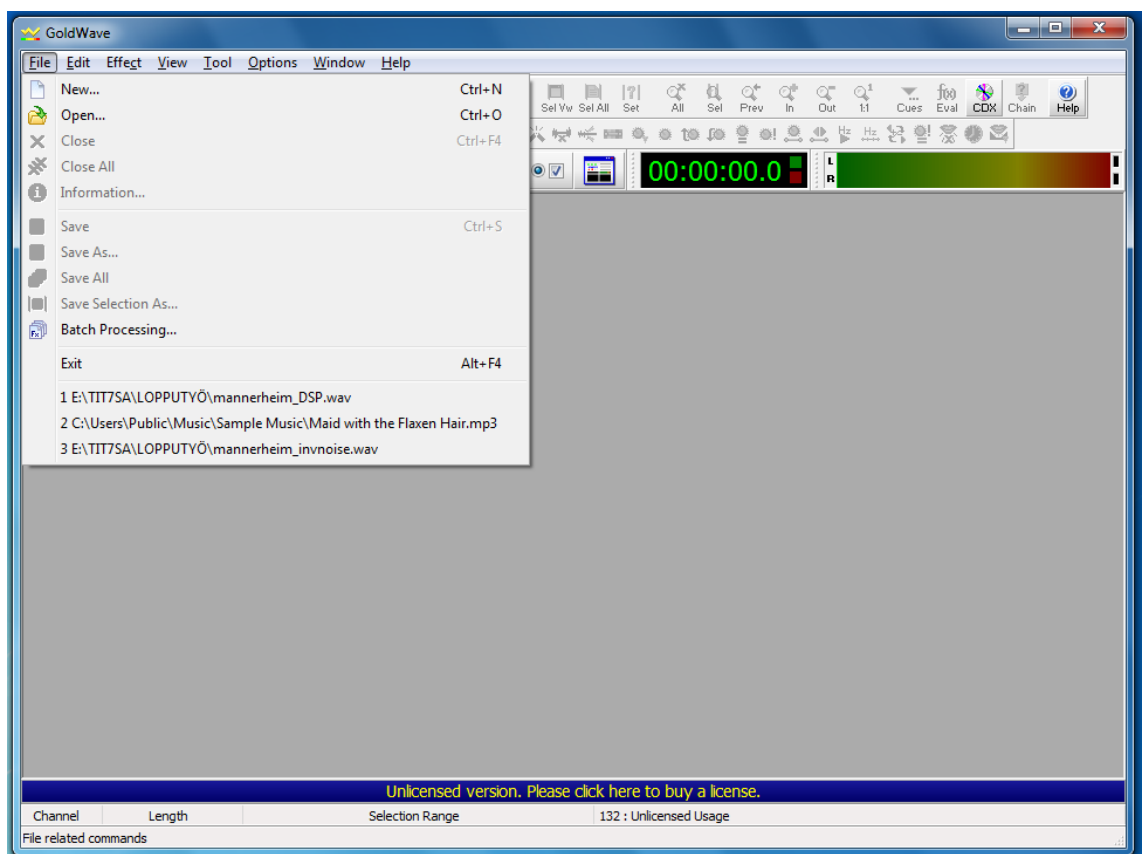 GoldWave
File Edit Effect View Tool Options Window Help
New... Ctrl+N
Open... Ctrl+O
Close Ctrl+F4
Close All
Information...
Save Ctrl+S
Save As...
Save All
Save Selection As...
Batch Processing...
Exit Alt+F4
1 E:\TIT7SA\LOPPUTYÖ\mannerheim_DSP.wav
2 C:\Users\Public\Music\Sample Music\Maid with the Flaxen Hair.mp3
3 E:\TIT7SA\LOPPUTYÖ\mannerheim_invnoise.wav
Sel Vw Sel All Set All Sel Prev In Out 1:1 Cues Eval CDX Chain Help
00:00:00.0
L
R
Unlicensed version. Please click here to buy a license.
Channel Length Selection Range 132 : Unlicensed Usage
File related commands